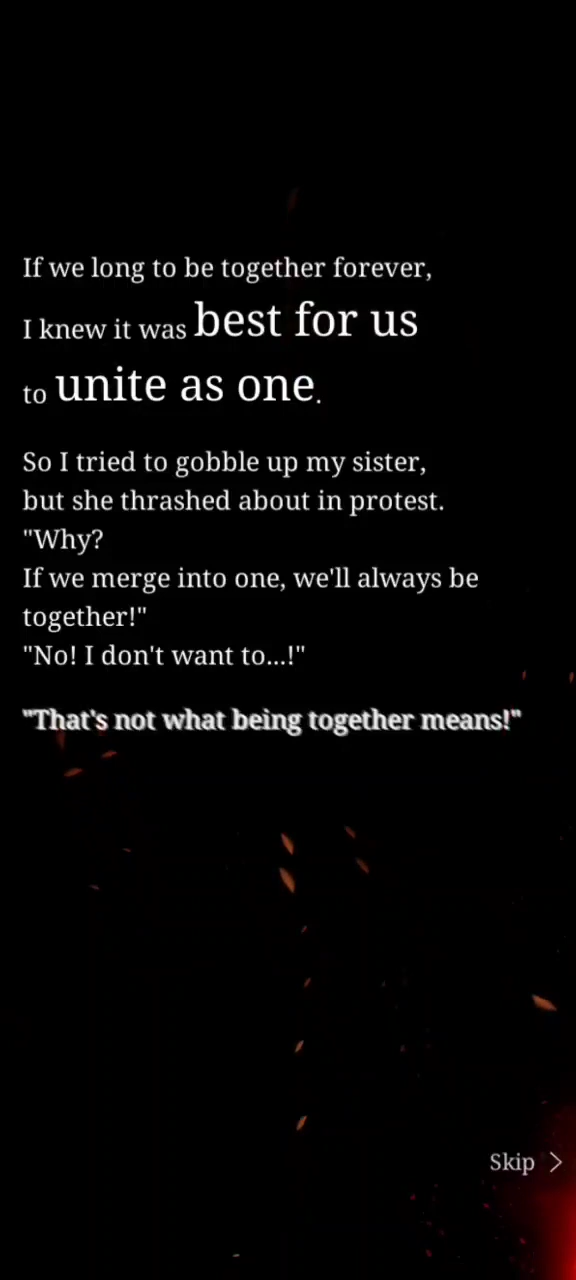 If we long to be together forever,
I knew it was best for us
to unite as one.
So I tried to gobble up my sister,
but she thrashed about in protest.
"Why?
If we merge into one, we'll always be
together!"
"No! I don't want to...!"
"That's not what being together means!"
Skip >